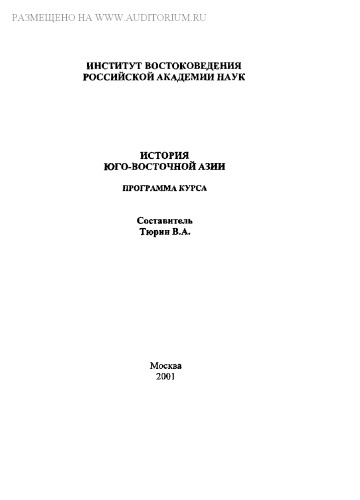 РАЗМЕЩЕНО НА WWW.AUDITORIUM.RU
ИНСТИТУТ ВОСТОКОВЕДЕНИЯ
РОССИЙСКОЙ АКАДЕМИИ НАУК
ИСТОРИЯ
ЮГО-ВОСТОЧНОЙ АЗИИ
ПРОГРАММА КУРСА
Составитель
Тюрин В.А.
Москва
2001